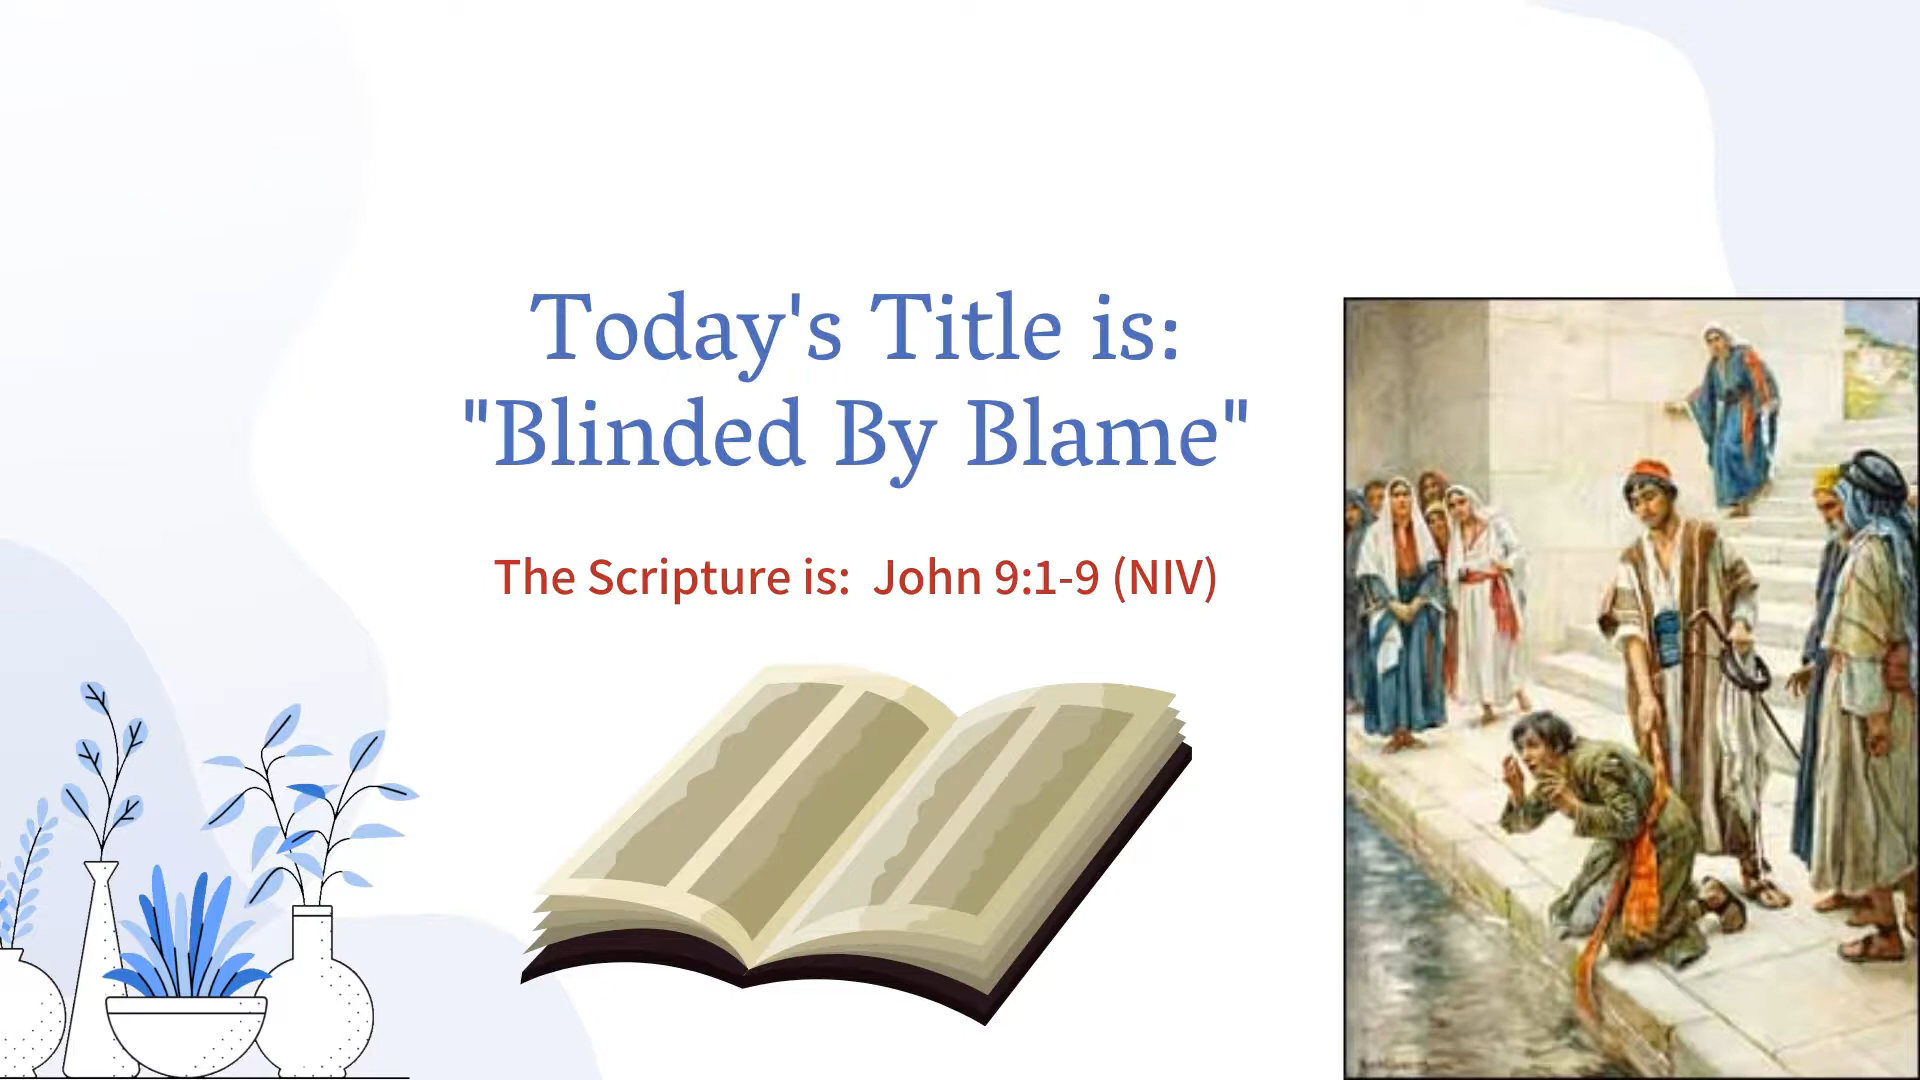 Today's Title is:
"Blinded By Blame"
The Scripture is:  John 9:1-9 (NIV)